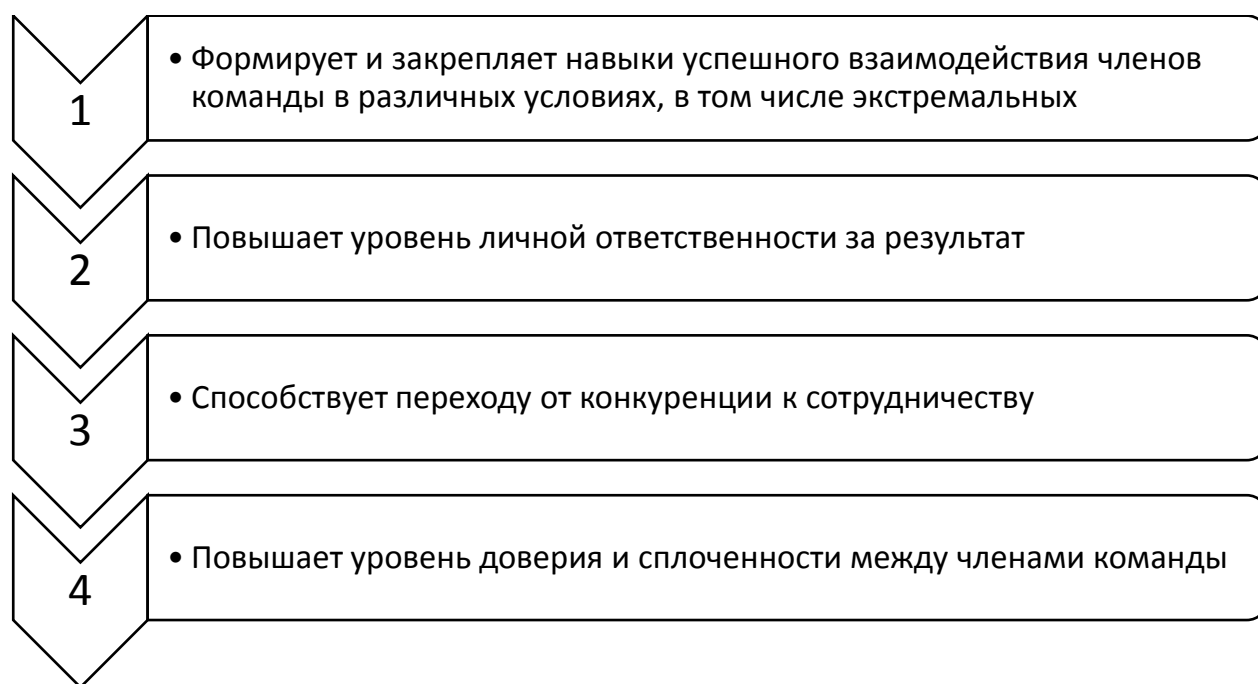 1
• Формирует и закрепляет навыки успешного взаимодействия членов
команды в различных условиях, в том числе экстремальных
2
• Повышает уровень личной ответственности за результат
3
• Способствует переходу от конкуренции к сотрудничеству
4
• Повышает уровень доверия и сплоченности между членами команды